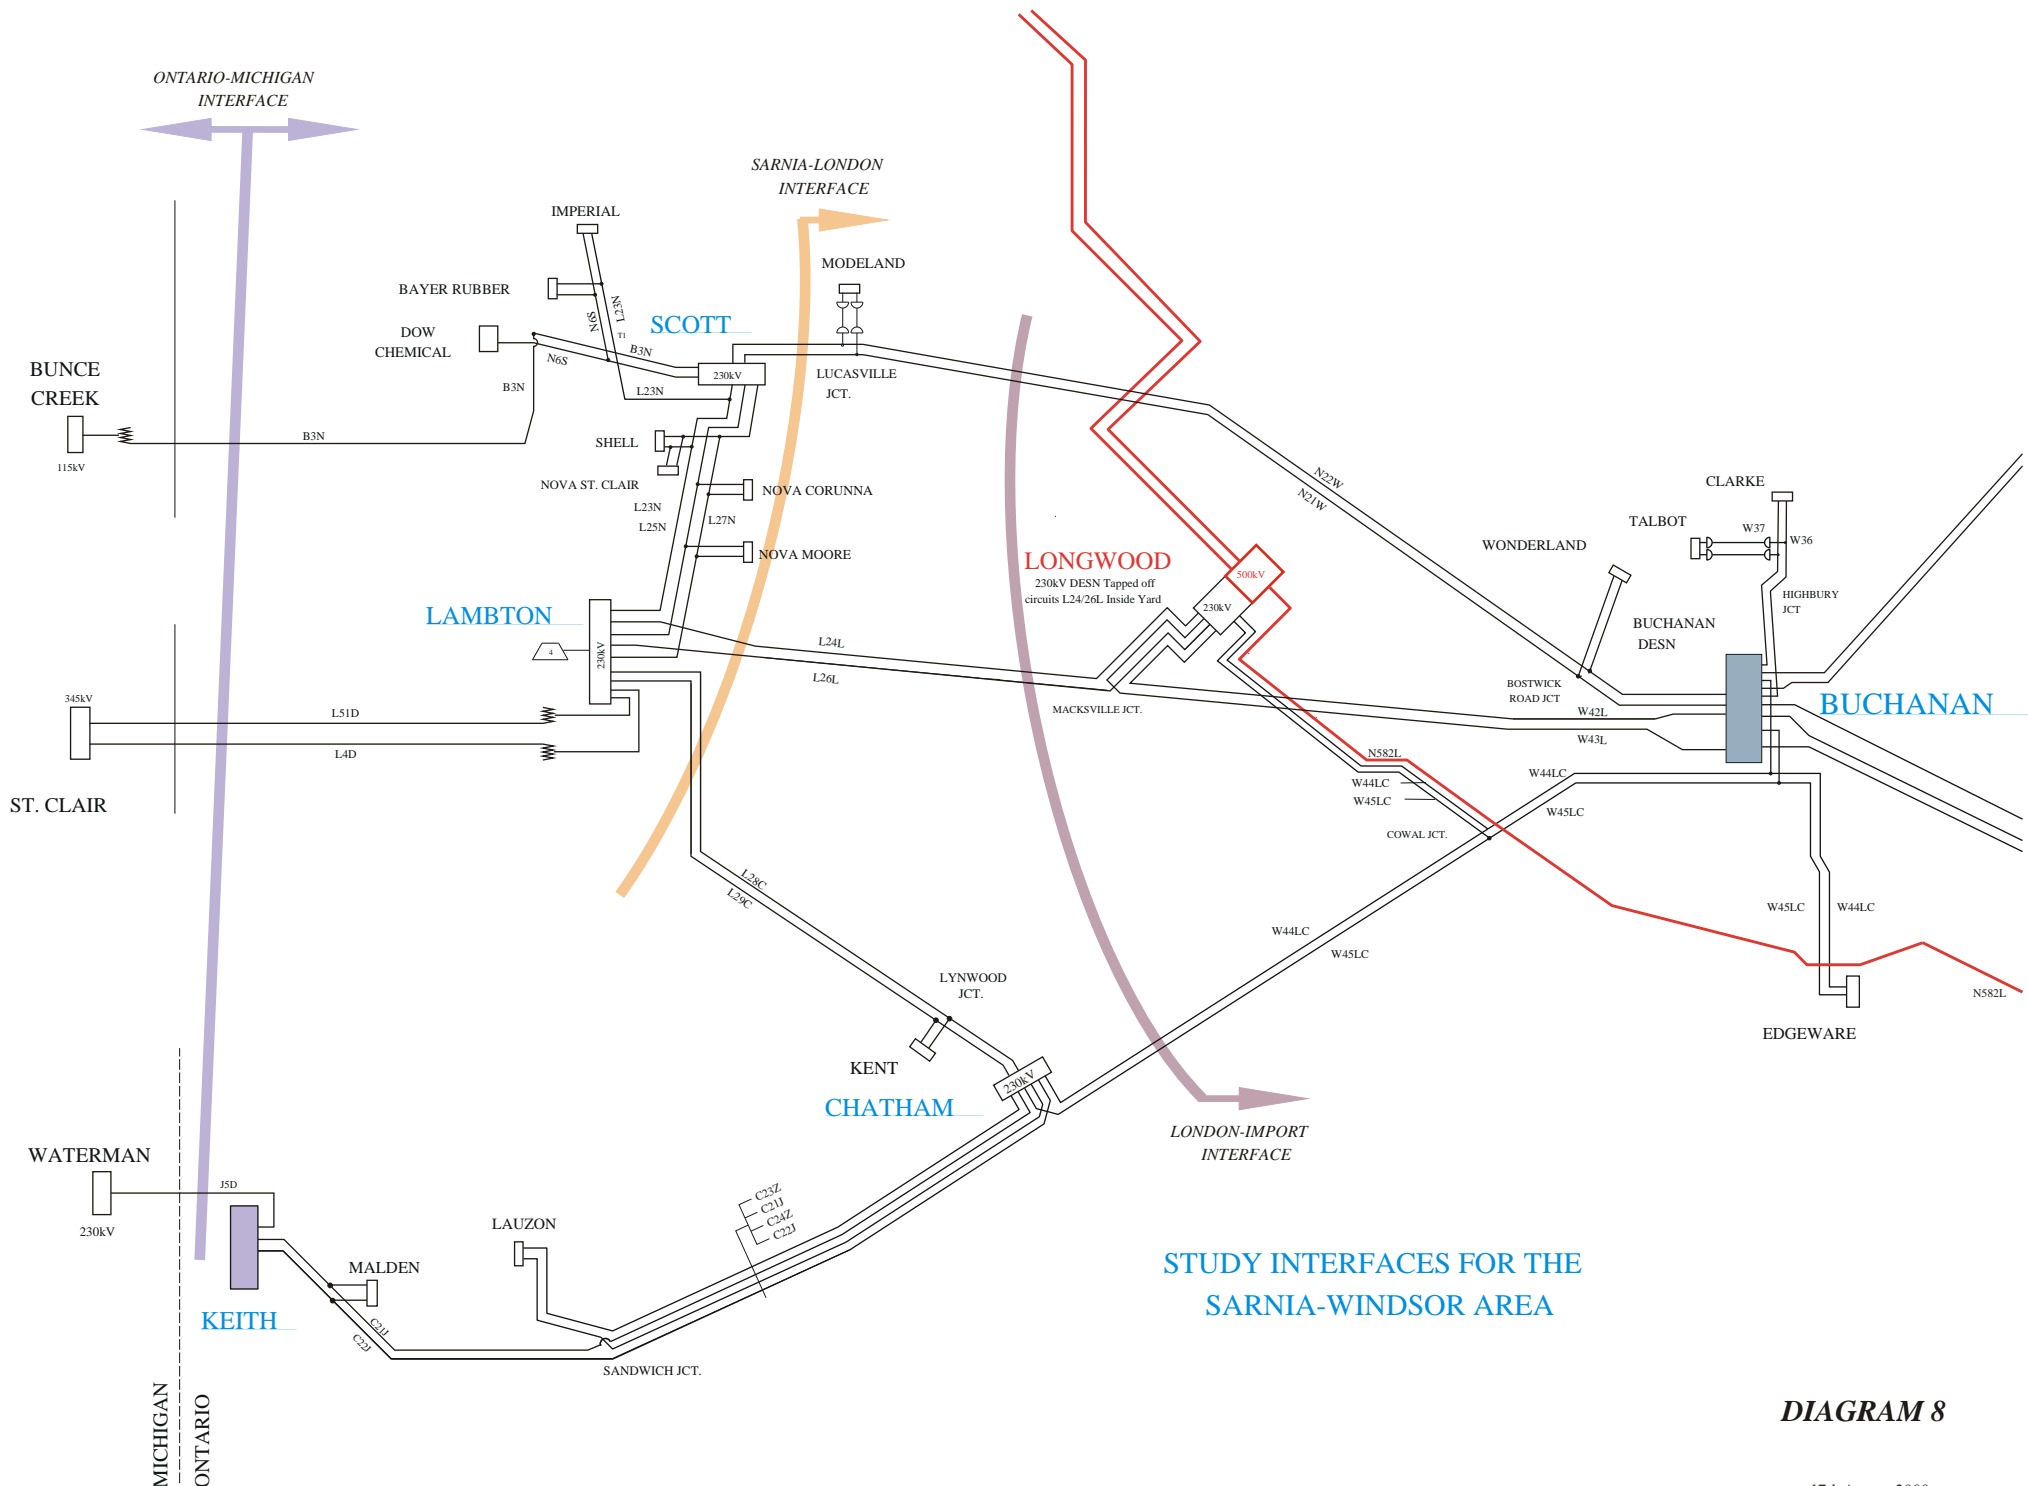 ONTARIO-MICHIGAN
INTERFACE
SARNIA-LONDON
INTERFACE
IMPERIAL
MODELAND
BAYER RUBBER
L23N
N6S
T1
SCOTT
DOW
CHEMICAL
B3N
N6S
230kV
LUCASVILLE
JCT.
BUNCE
CREEK
B3N
L23N
B3N
115kV
SHELL
NOVA ST. CLAIR
NOVA CORUNNA
L23N
L25N
L27N
NOVA MOORE
N22W
N21W
CLARKE
TALBOT
W37
W36
WONDERLAND
LONGWOOD
230kV DESN Tapped off
circuits L24/26L Inside Yard
500kV
230kV
HIGHBURY
JCT
BUCHANAN
DESN
LAMBTON
4
230kV
L24L
L26L
BOSTWICK
ROAD JCT
BUCHANAN
MACKSVILLE JCT.
W42L
W43L
345kV
L51D
L4D
ST. CLAIR
N582L
W44LC
W45LC
W44LC
W45LC
COWAL JCT.
L28C
L29C
W45LC
W44LC
W44LC
W45LC
LYNWOOD
JCT.
N582L
EDGEWARE
KENT
230kV
CHATHAM
LONDON-IMPORT
INTERFACE
WATERMAN
J5D
230kV
C23Z
C21J
C24Z
C22J
LAUZON
MALDEN
KEITH
C21J
C22J
SANDWICH JCT.
STUDY INTERFACES FOR THE
SARNIA-WINDSOR AREA
MICHIGAN
ONTARIO
DIAGRAM 8